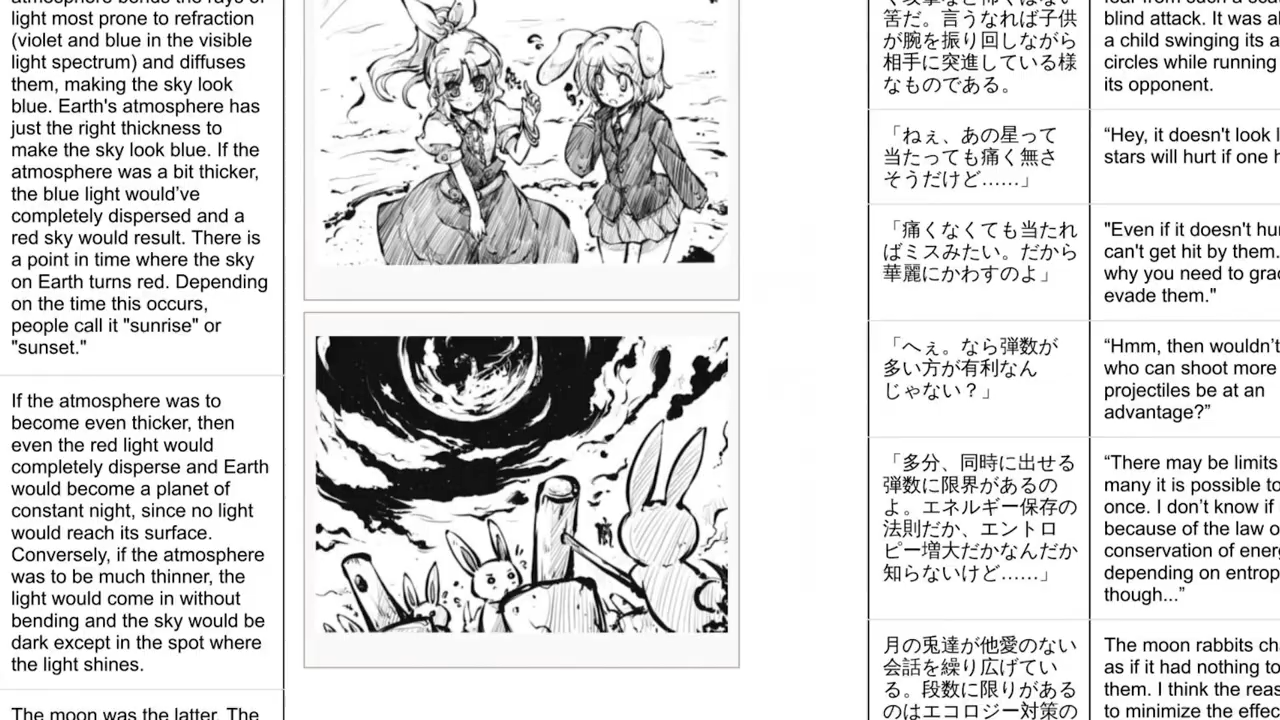 light most prone to refraction
(violet and blue in the visible
light spectrum) and diffuses
them, making the sky look
blue. Earth's atmosphere has
just the right thickness to
make the sky look blue. If the
atmosphere was a bit thicker,
the blue light would've
completely dispersed and a
red sky would result. There is
a point in time where the sky
on Earth turns red. Depending
on the time this occurs,
people call it "sunrise" or
"sunset."
If the atmosphere was to
become even thicker, then
even the red light would
completely disperse and Earth
would become a planet of
constant night, since no light
would reach its surface.
Conversely, if the atmosphere
was to be much thinner, the
light would come in without
bending and the sky would be
dark except in the spot where
the light shines.
The moon was the latter. The
筈だ。言うなれば子供
が腕を振り回しながら
相手に突進している様
なものである。
「ねぇ、あの星って
当たっても痛く無さ
そうだけど……」
「痛くなくても当たれ
ばミスみたい。だから
華麗にかわすのよ」
「へぇ。なら弾数が
多い方が有利なん
じゃない？」
「多分、同時に出せる
弾数に限界があるの
よ。エネルギー保存の
法則だか、エントロ
ピー増大だかなんだか
知らないけど……」
月の兎達が他愛のない
会話を繰り広げてい
る。段数に限りがある
のはエコロジー対策の
blind attack. It was a
a child swinging its a
circles while running
its opponent.
“Hey, it doesn't look l
stars will hurt if one h
"Even if it doesn't hu
can't get hit by them.
why you need to grac
evade them."
“Hmm, then wouldn't
who can shoot more
projectiles be at an
advantage?”
“There may be limits
many it is possible to
once. I don’t know if
because of the law o
conservation of ener
depending on entrop
though...”
The moon rabbits cha
as if it had nothing to
them. I think the reas
to minimize the effec